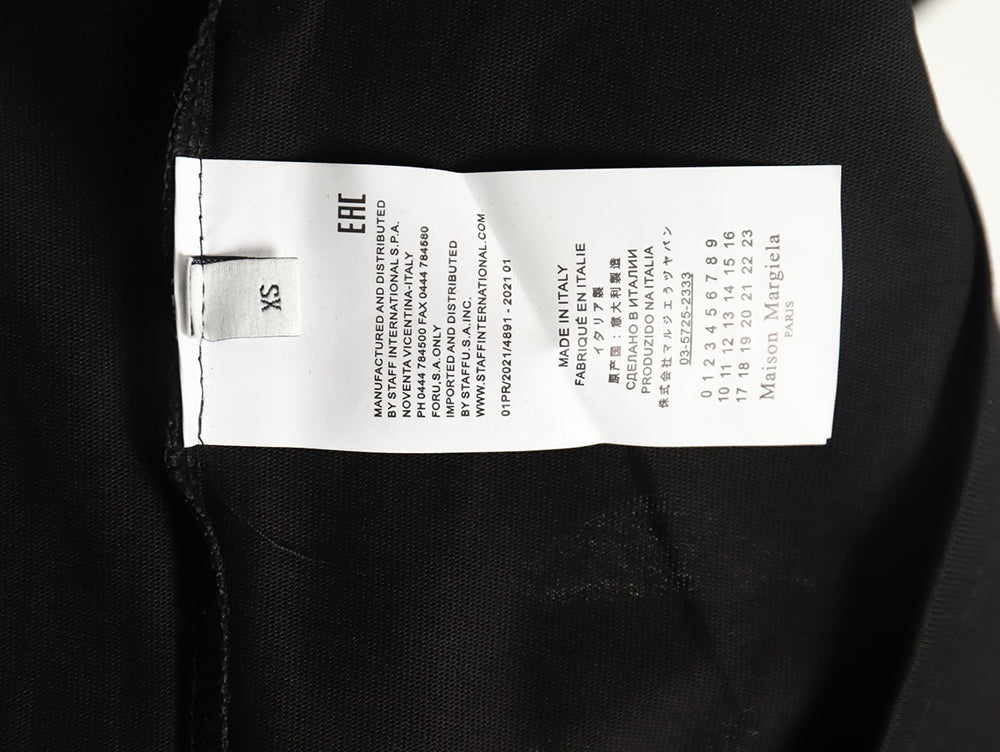 XS
EAC
MANUFACTURED AND DISTRIBUTED
BY STAFF INTERNATIONAL S.P.A.
NOVENTA VICENTINA-ITALY
PH 0444 784500 FAX 0444 784580
FORU,S.A.ONLY
IMPORTED AND DISTRIBUTED
BY STAFFU.S.A.INC.
WWW.STAFFINTERNATIONAL.COM
01PR/2021/4891 - 2021 01
MADE IN ITALY
FABRIQUÉ EN ITALIE
イタリア製
原产国：意大利製造
СДЕЛАНО В ИТАЛИИ
PRODUZIDO NA ITALIA
株式会社マルジエラジャパン
03-5725-2333
0 1 2 3 4 5 6 7 8 9
10 11 12 13 14 15 16
17 18 19 20 21 22 23
Maison Margiela
PARIS